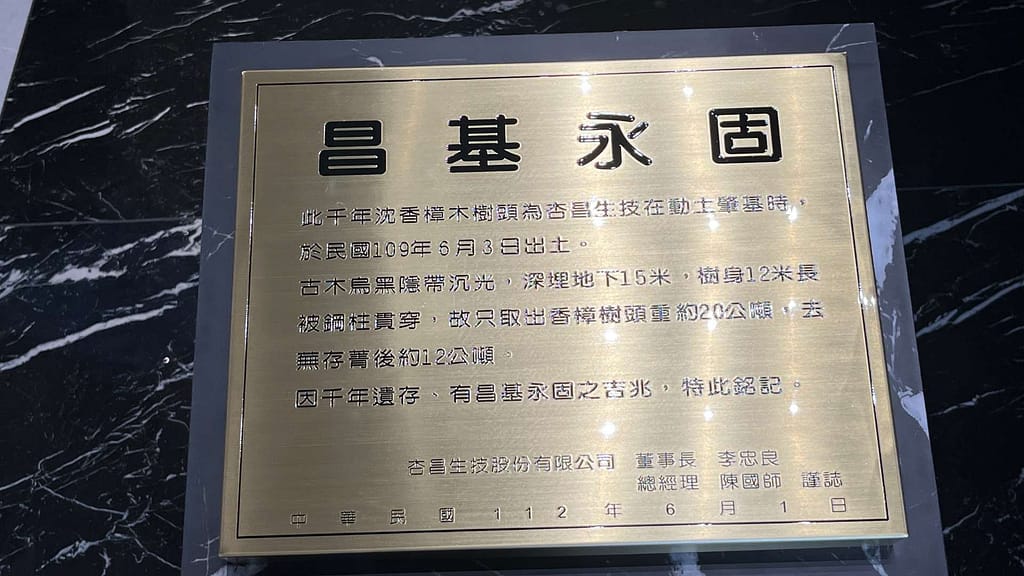 昌基永固
此千年沈香樟木樹頭為杏昌生技在動土肇基時，
於民國109年6月3日出土。
古木烏黑隱帶沉光，深埋地下15米，樹身12米長
被鋼柱貫穿，故只取出香樟樹頭重約20公噸，去
蕪存菁後約12公噸。
因千年遺存、有昌基永固之吉兆，特此銘記。
杏昌生技股份有限公司 董事長 李忠良
總經理 陳國師 謹誌
中華民國112年6月1日